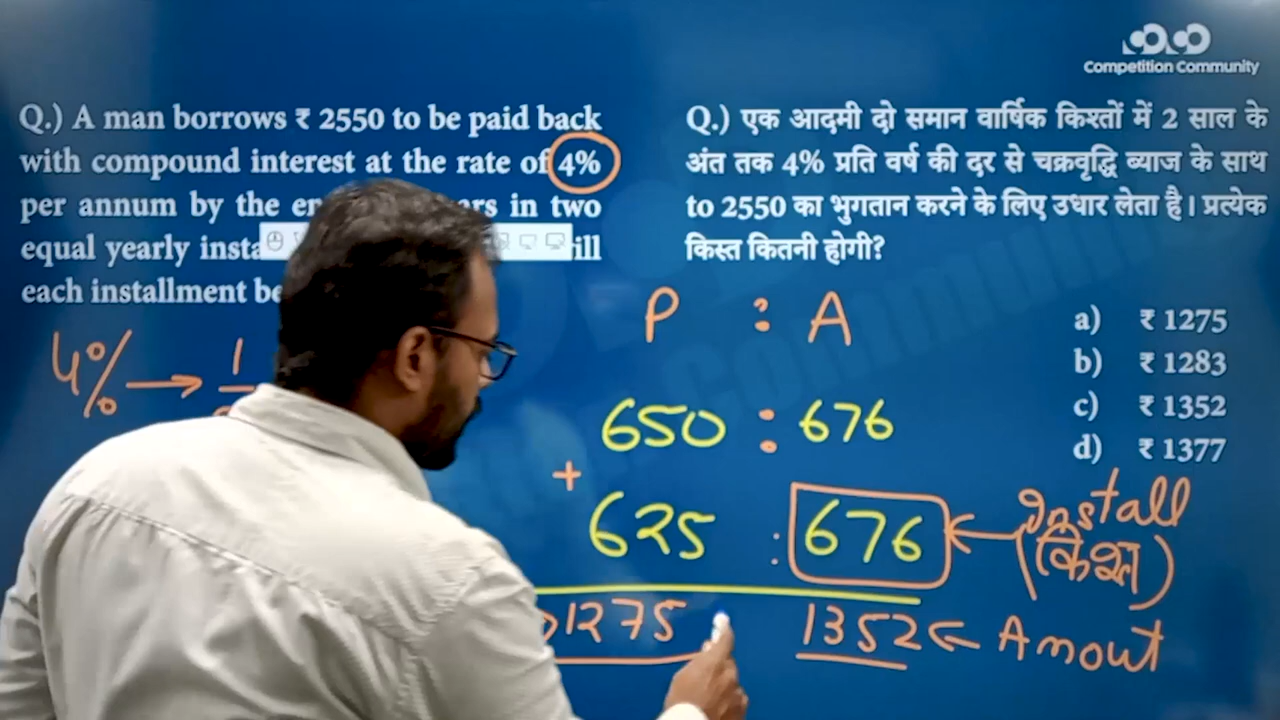 Competition Community
Q.) A man borrows ₹ 2550 to be paid back
with compound interest at the rate of 4%
per annum by the in two
equal yearly
each installment
Q.) एक आदमी दो समान वार्षिक किश्तों में 2 साल के
अंत तक 4% प्रति वर्ष की दर से चक्रवृद्धि ब्याज के साथ
to 2550 का भुगतान करने के लिए उधार लेता है। प्रत्येक
किस्त कितनी होगी?
a) ₹ 1275
b) ₹ 1283
c) ₹ 1352
d) ₹ 1377
4% → 1
P : A
650 : 676
+
625 : 676 ← Install
(किश्त)
1275 1352 ← Amout